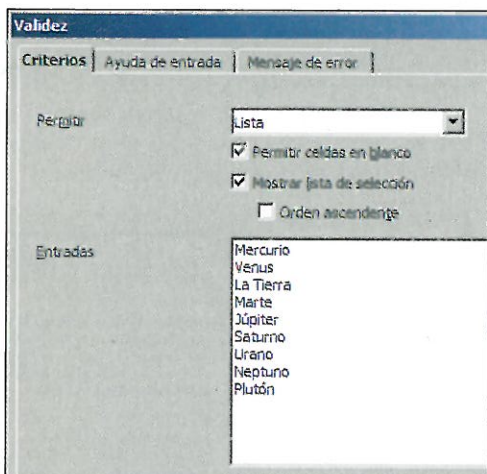 Validez
Criterios Ayuda de entrada Mensaje de error
Permitir Lista
Permitir celdas en blanco
Mostrar lista de selección
Orden ascendente
Entradas
Mercurio
Venus
La Tierra
Marte
Júpiter
Saturno
Urano
Neptuno
Plutón